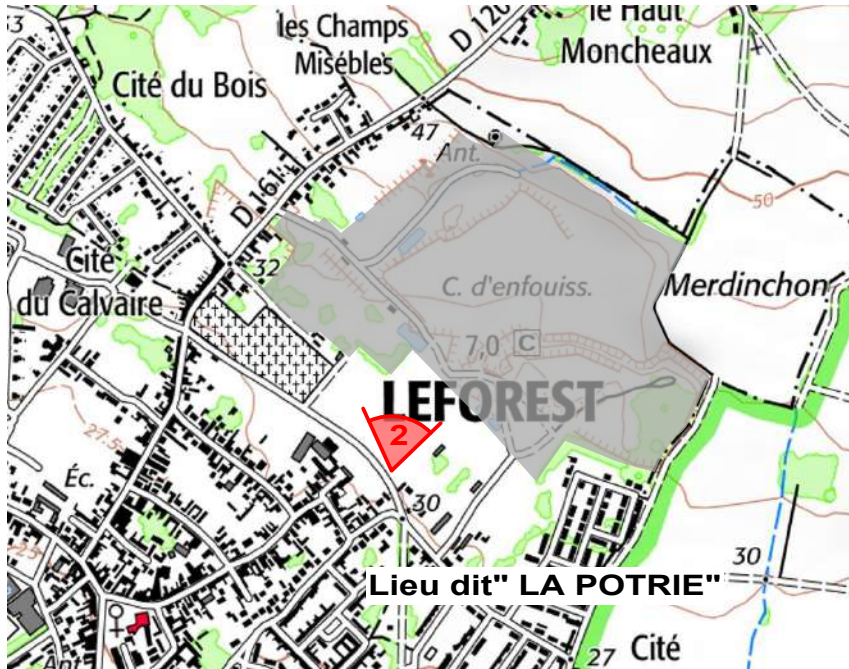 le Haut
Moncheaux
les Champs
Misébles
D 120
Cité du Bois
47
Ant.
D 161
50
Cité
du Calvaire
32
C. d'enfouiss.
Merdinchon
7,0 C
LEFOREST
27.5
2
Éc.
30
Lieu dit" LA POTRIE"
30
27
Cité
Ant.